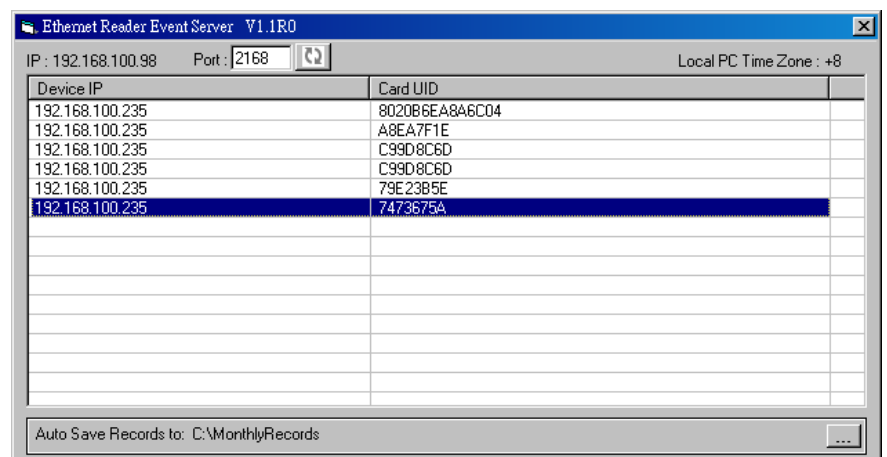 Ethernet Reader Event Server V1.1R0
IP : 192.168.100.98 Port : 2168 Local PC Time Zone : +8
Device IP Card UID
192.168.100.235 8020B6EA8A6C04
192.168.100.235 A8EA7F1E
192.168.100.235 C99D8C6D
192.168.100.235 C99D8C6D
192.168.100.235 79E23B5E
192.168.100.235 7473675A
Auto Save Records to: C:\MonthlyRecords ...